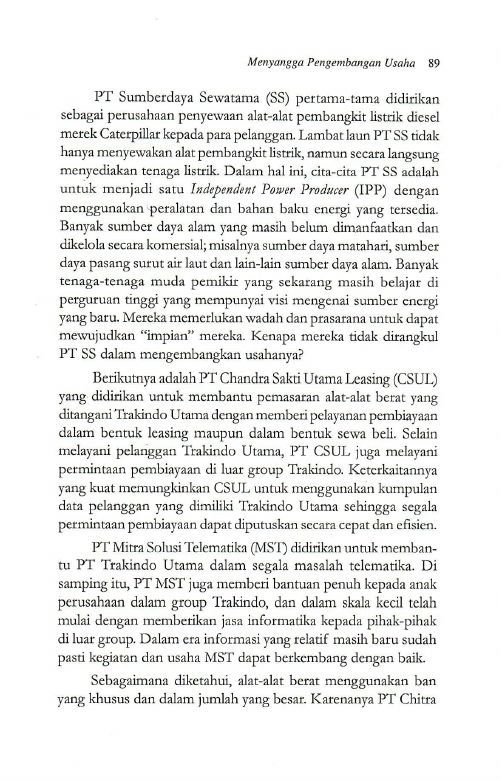 Menyangga Pengembangan Usaha 89
PT Sumberdaya Sewatama (SS) pertama-tama didirikan
sebagai perusahaan penyewaan alat-alat pembangkit listrik diesel
merek Caterpillar kepada para pelanggan. Lambat laun PT SS tidak
hanya menyewakan alat pembangkit listrik, namun secara langsung
menyediakan tenaga listrik. Dalam hal ini, cita-cita PT SS adalah
untuk menjadi satu Independent Power Producer (IPP) dengan
menggunakan peralatan dan bahan baku energi yang tersedia.
Banyak sumber daya alam yang masih belum dimanfaatkan dan
dikelola secara komersial; misalnya sumber daya matahari, sumber
daya pasang surut air laut dan lain-lain sumber daya alam. Banyak
tenaga-tenaga muda pemikir yang sekarang masih belajar di
perguruan tinggi yang mempunyai visi mengenai sumber energi
yang baru. Mereka memerlukan wadah dan prasarana untuk dapat
mewujudkan “impian” mereka. Kenapa mereka tidak dirangkul
PT SS dalam mengembangkan usahanya?
Berikutnya adalah PT Chandra Sakti Utama Leasing (CSUL)
yang didirikan untuk membantu pemasaran alat-alat berat yang
ditangani Trakindo Utama dengan memberi pelayanan pembiayaan
dalam bentuk leasing maupun dalam bentuk sewa beli. Selain
melayani pelanggan Trakindo Utama, PT CSUL juga melayani
permintaan pembiayaan di luar group Trakindo. Keterkaitannya
yang kuat memungkinkan CSUL untuk menggunakan kumpulan
data pelanggan yang dimiliki Trakindo Utama sehingga segala
permintaan pembiayaan dapat diputuskan secara cepat dan efisien.
PT Mitra Solusi Telematika (MST) didirikan untuk memban-
tu PT Trakindo Utama dalam segala masalah telematika. Di
samping itu, PT MST juga memberi bantuan penuh kepada anak
perusahaan dalam group Trakindo, dan dalam skala kecil telah
mulai dengan memberikan jasa informatika kepada pihak-pihak
di luar group. Dalam era informasi yang relatif masih baru sudah
pasti kegiatan dan usaha MST dapat berkembang dengan baik.
Sebagaimana diketahui, alat-alat berat menggunakan ban
yang khusus dan dalam jumlah yang besar. Karenanya PT Chitra